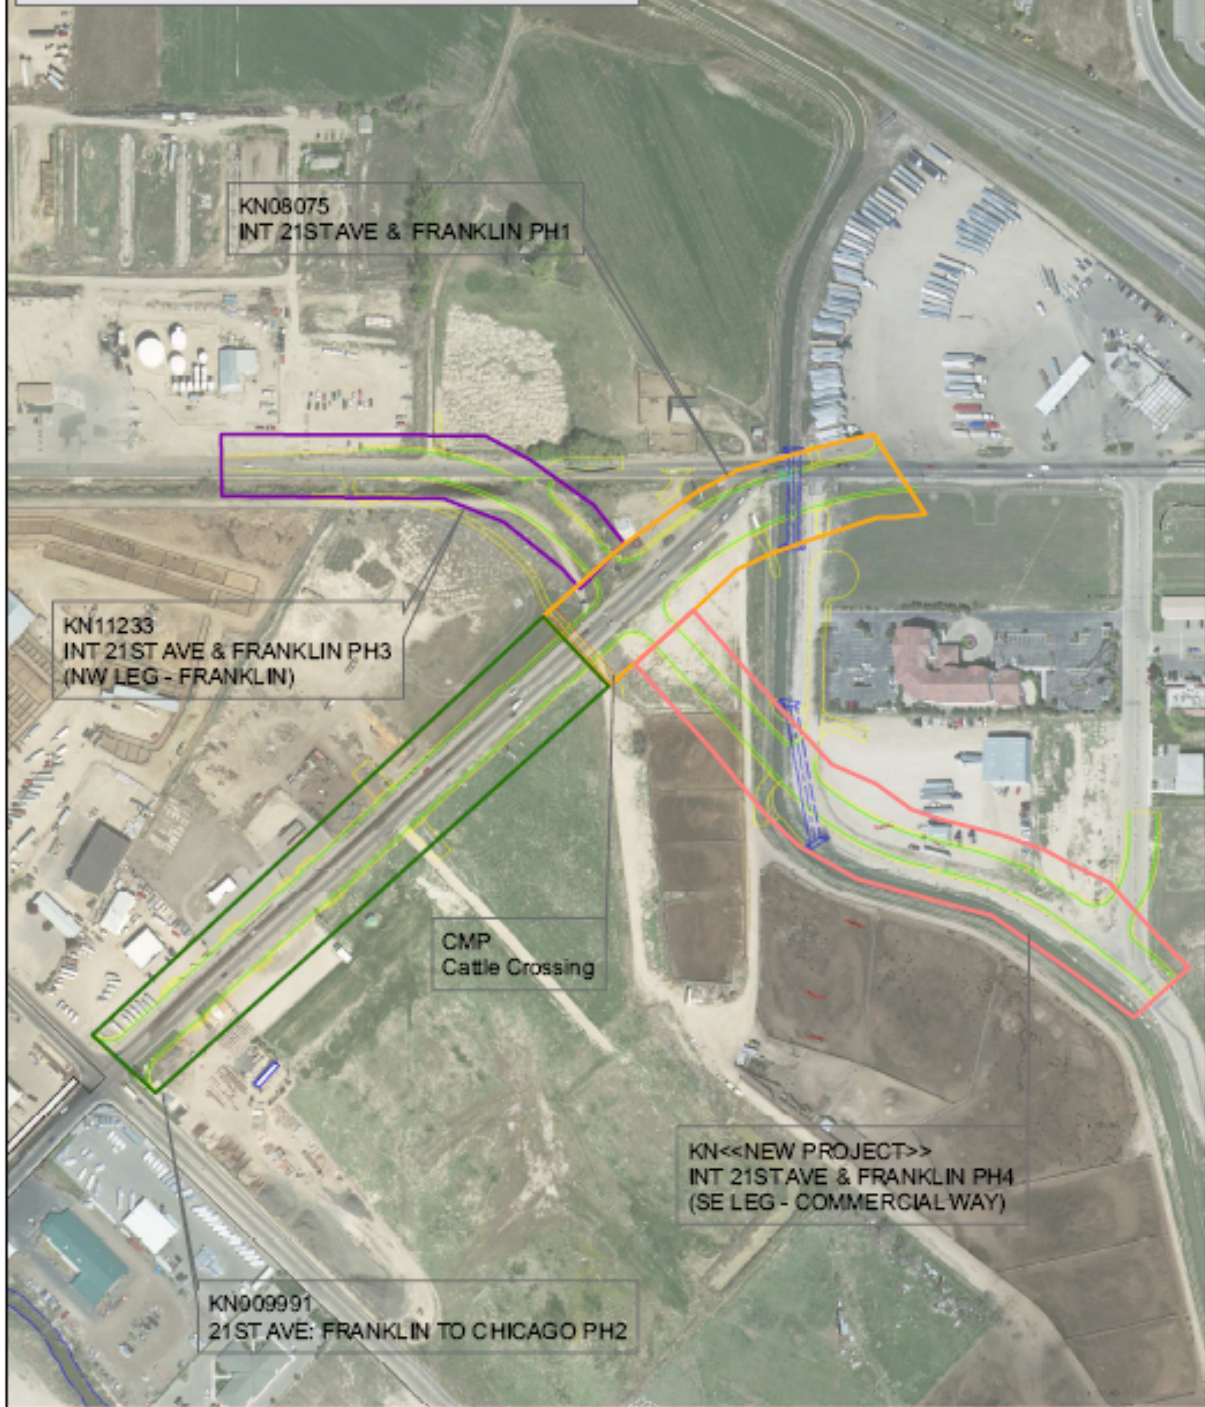 KN08075
INT 21ST AVE & FRANKLIN PH1
KN11233
INT 21ST AVE & FRANKLIN PH3
(NW LEG - FRANKLIN)
CMP
Cattle Crossing
KN<<NEW PROJECT>>
INT 21ST AVE & FRANKLIN PH4
(SE LEG - COMMERCIAL WAY)
KN009991
21ST AVE: FRANKLIN TO CHICAGO PH2